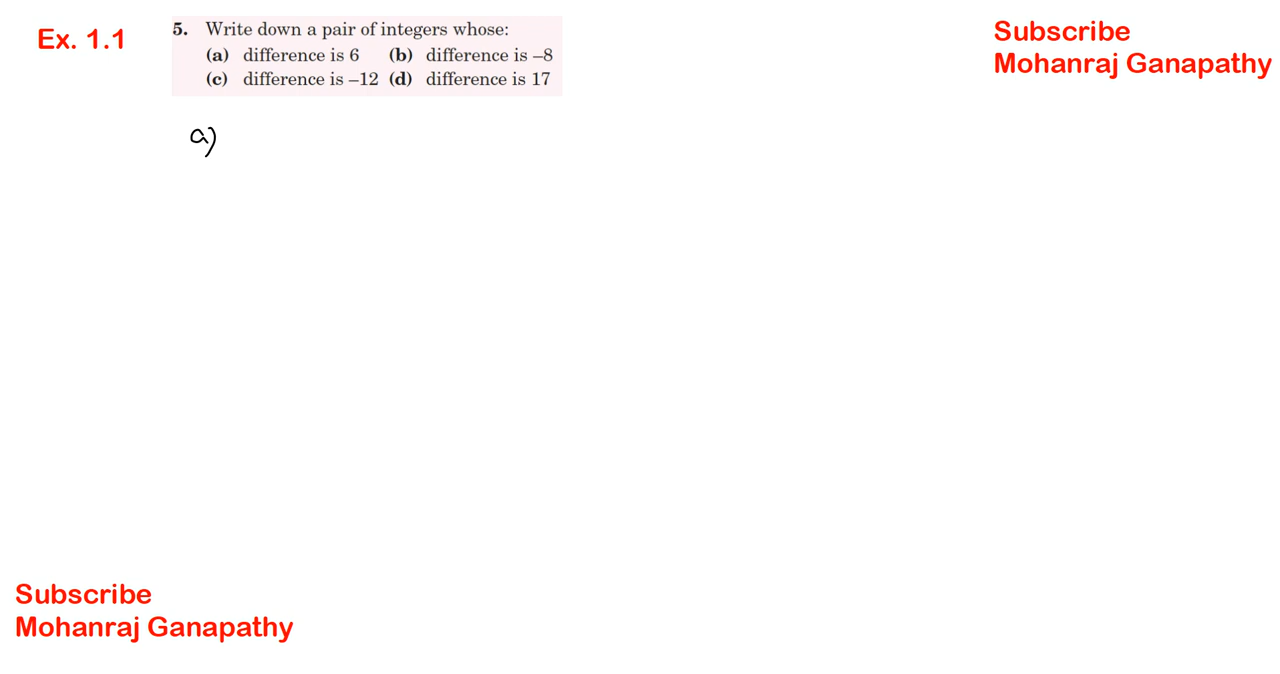 Ex. 1.1
5. Write down a pair of integers whose:
(a) difference is 6 (b) difference is –8
(c) difference is –12 (d) difference is 17
a)
Subscribe
Mohanraj Ganapathy
Subscribe
Mohanraj Ganapathy